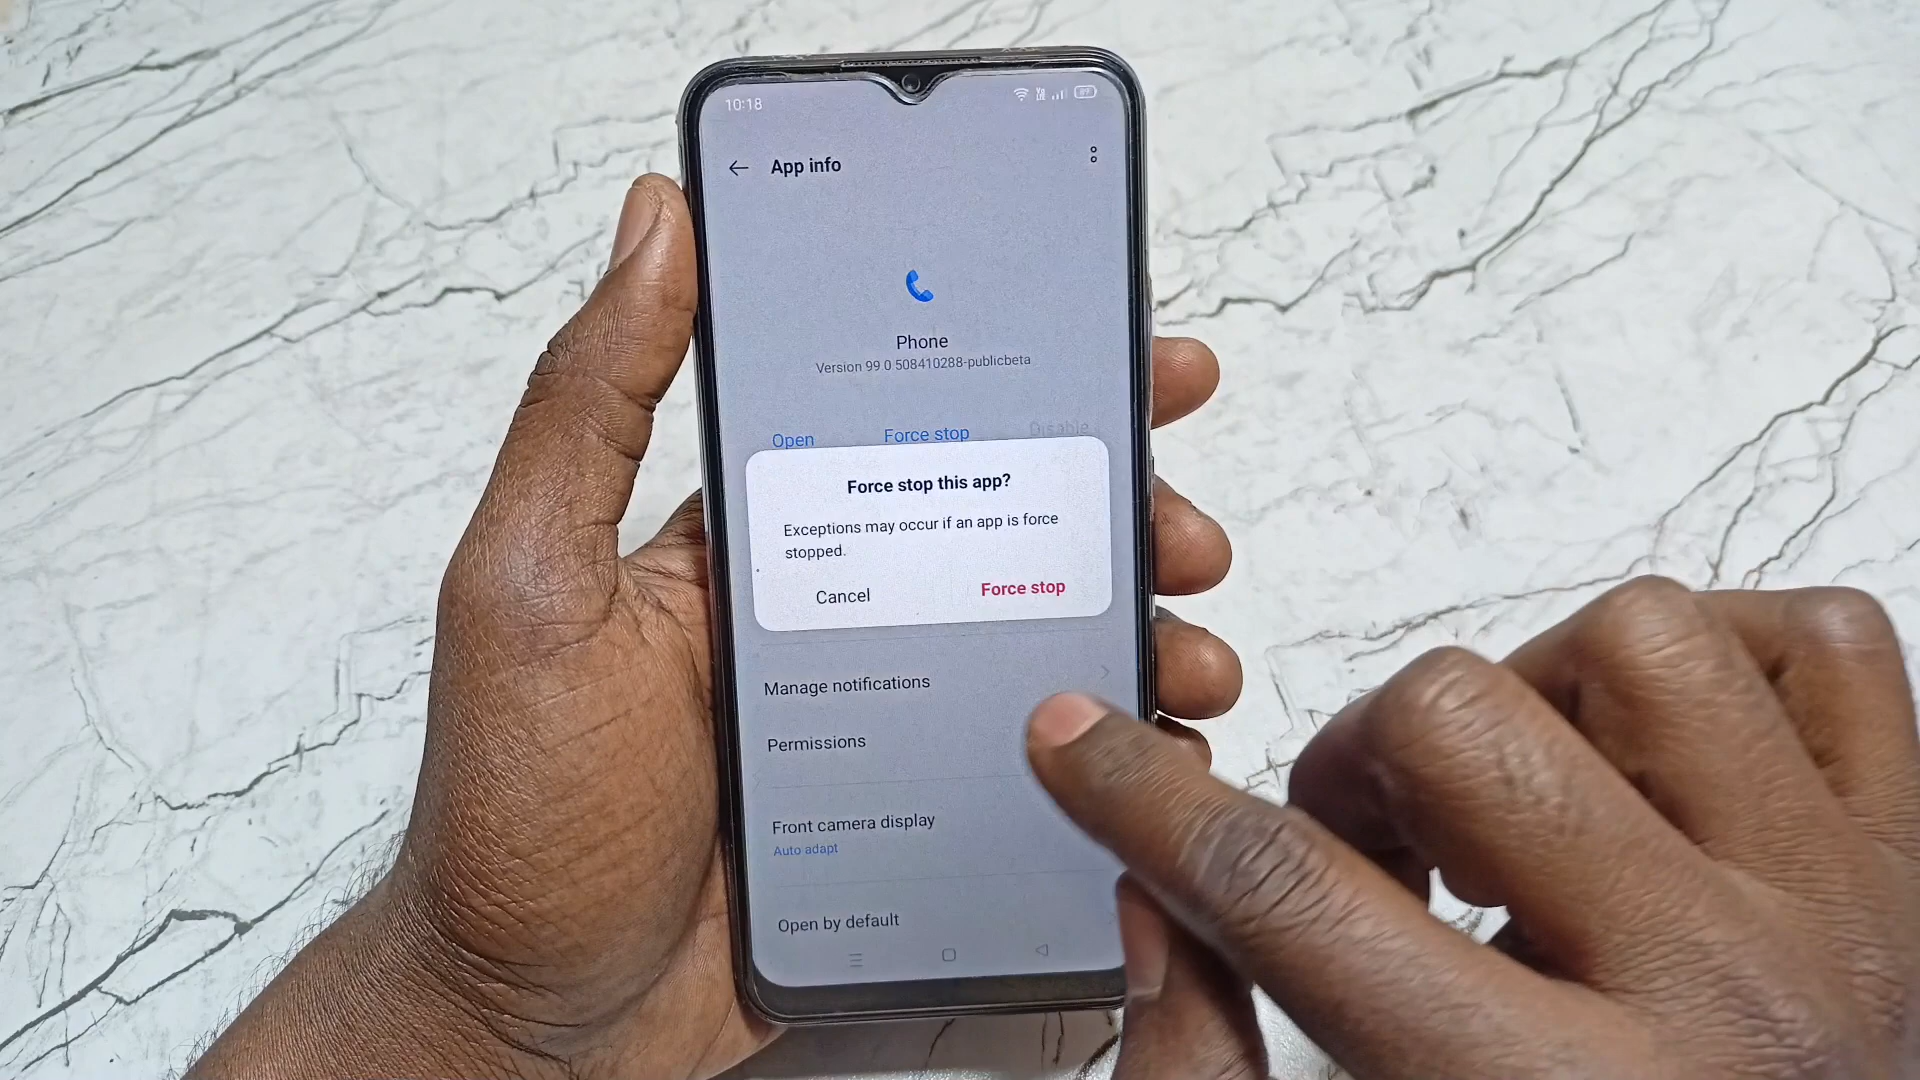 10:18
89
App info
Phone
Version 99 0 508410288-publicbeta
Open Force stop Disable
Force stop this app?
Exceptions may occur if an app is force
stopped.
Cancel Force stop
Manage notifications
Permissions
Front camera display
Auto adapt
Open by default